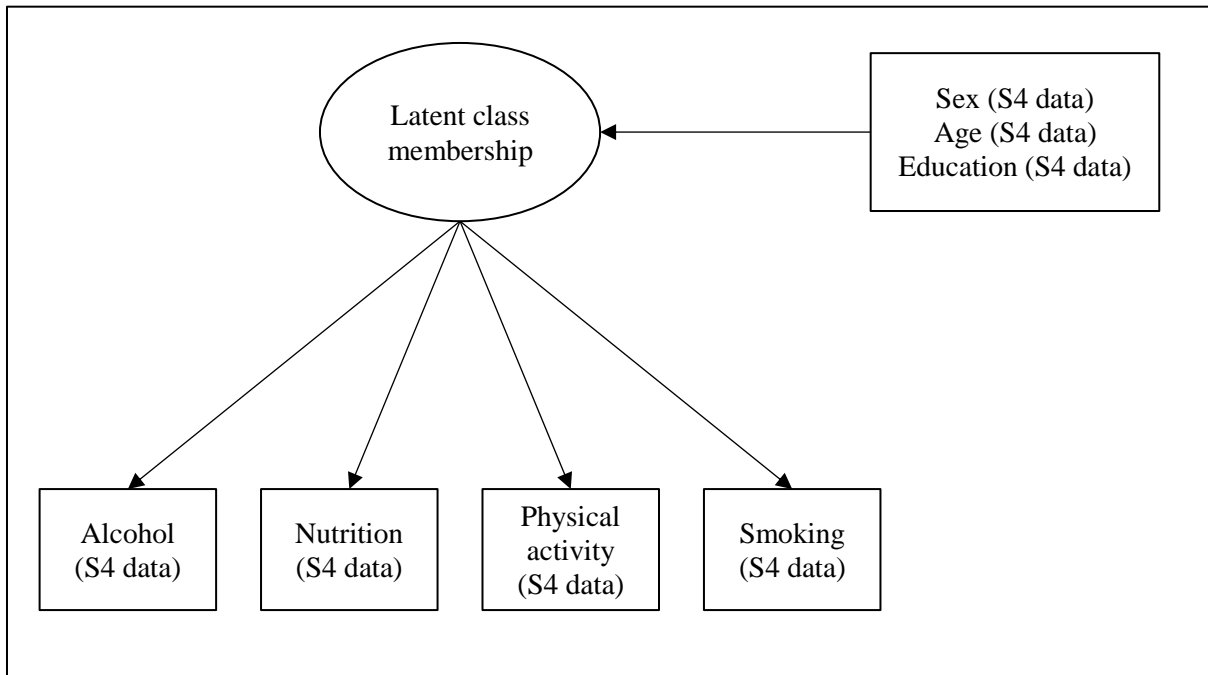 Latent class
membership
Sex (S4 data)
Age (S4 data)
Education (S4 data)
Alcohol
(S4 data)
Nutrition
(S4 data)
Physical
activity
(S4 data)
Smoking
(S4 data)